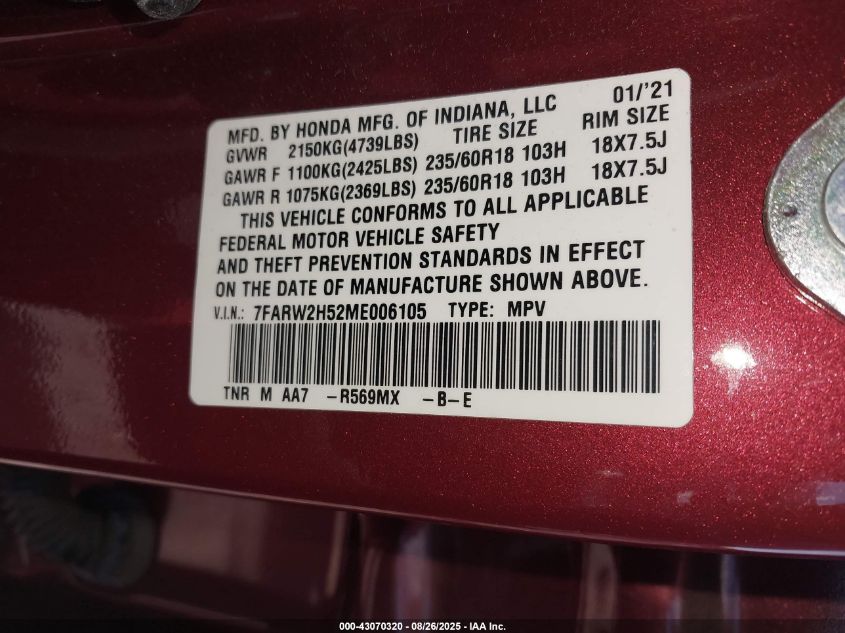 MFD. BY HONDA MFG. OF INDIANA, LLC 01/'21
GVWR 2150KG(4739LBS) TIRE SIZE RIM SIZE
GAWR F 1100KG(2425LBS) 235/60R18 103H 18X7.5J
GAWR R 1075KG(2369LBS) 235/60R18 103H 18X7.5J
THIS VEHICLE CONFORMS TO ALL APPLICABLE
FEDERAL MOTOR VEHICLE SAFETY
AND THEFT PREVENTION STANDARDS IN EFFECT
ON THE DATE OF MANUFACTURE SHOWN ABOVE.
V.I.N.: 7FARW2H52ME006105 TYPE: MPV
TNR M AA7 -R569MX -B-E
000-43070320 - 08/26/2025 - IAA Inc.